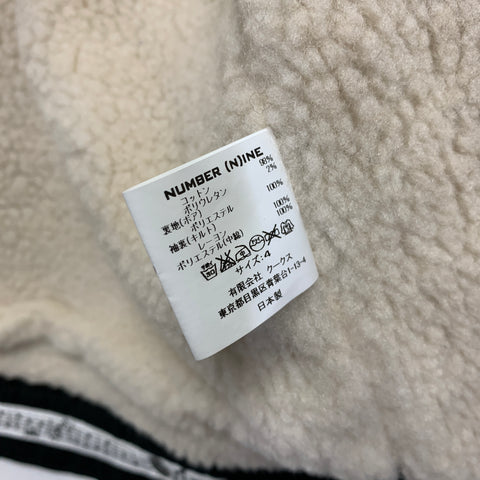 NUMBER (N)INE
コットン 98%
ポリウレタン 2%
裏地(ボア)
ポリエステル 100%
袖裏(キルト)
レーヨン 100%
ポリエステル(中綿) 100%
サイズ:4
有限会社 クークス
東京都目黒区青葉台1-13-4
日本製